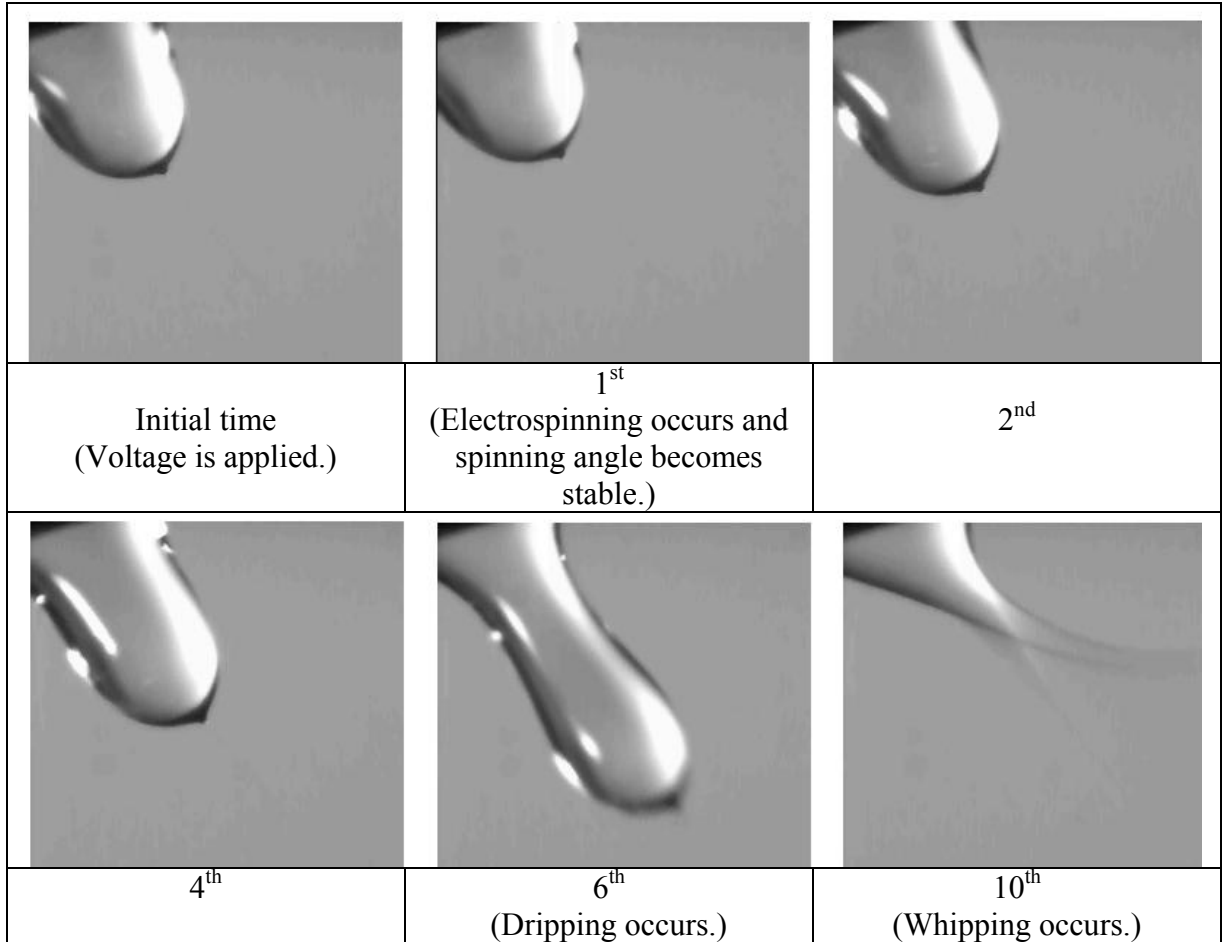 Initial time
(Voltage is applied.)
1st
(Electrospinning occurs and
spinning angle becomes
stable.)
2nd
4th
6th
(Dripping occurs.)
10th
(Whipping occurs.)